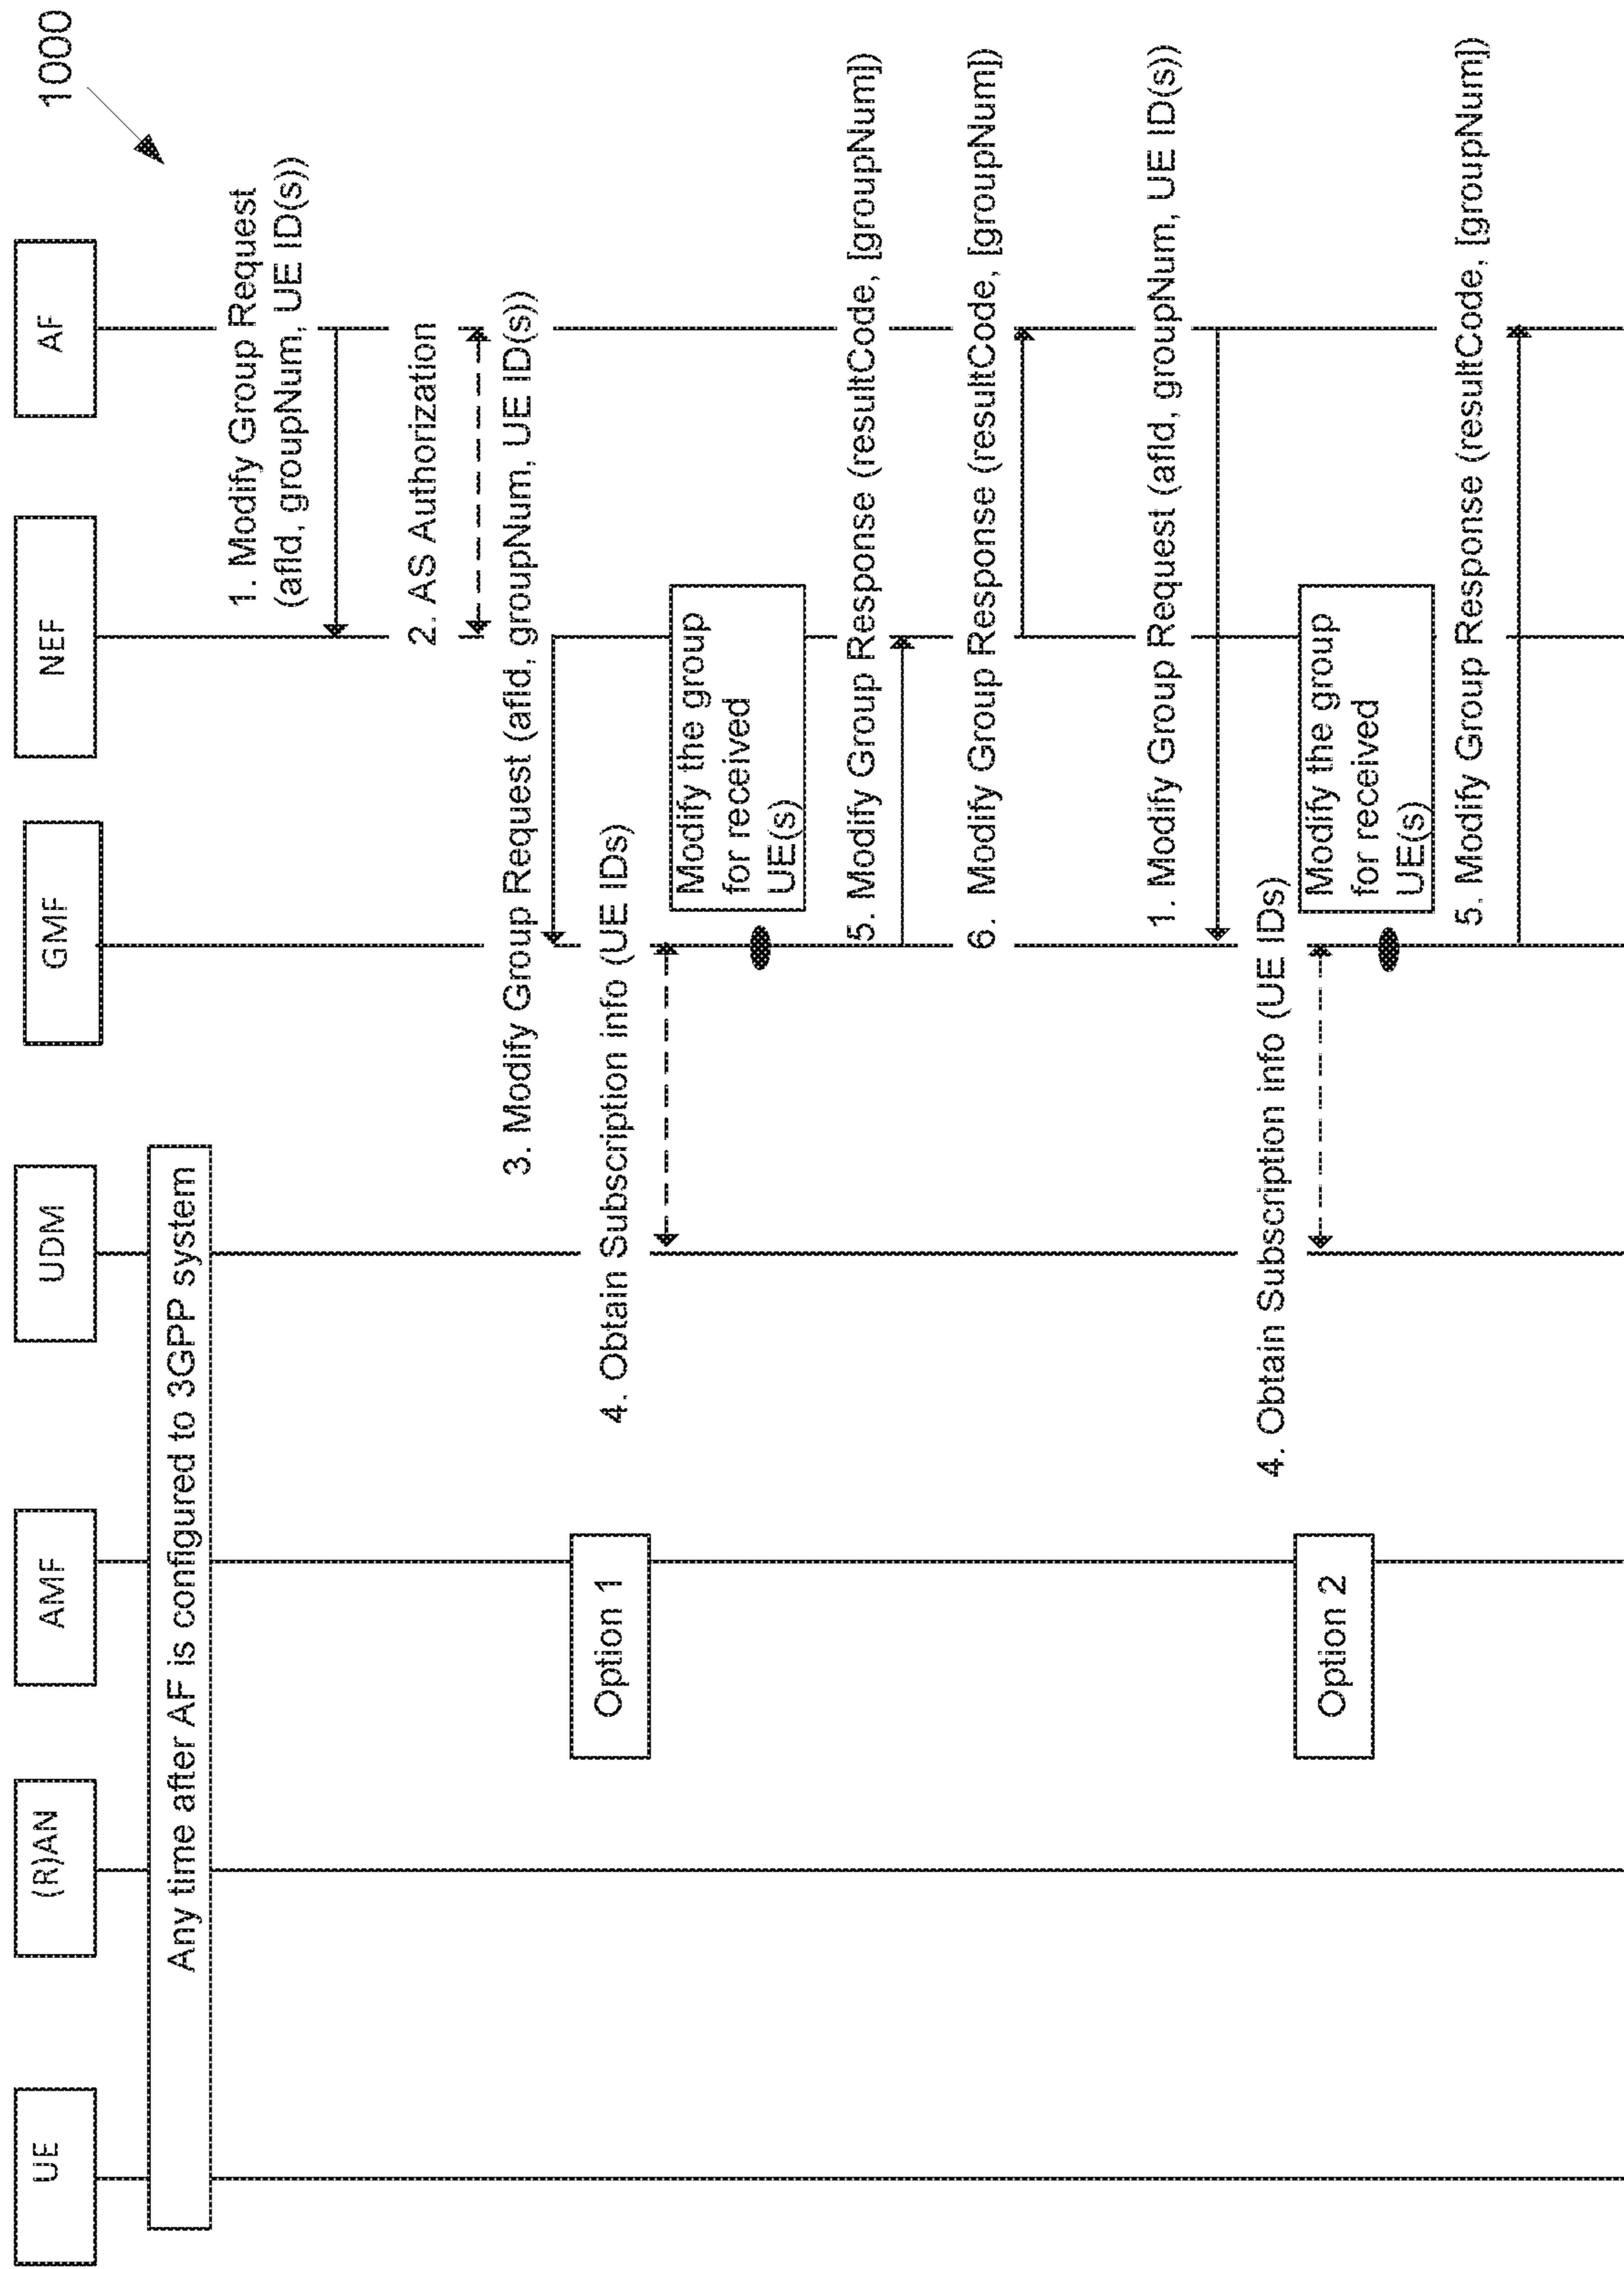 1000
UE
(R)AN
AMF
UDM
GMF
NEF
AF
Any time after AF is configured to 3GPP system
1. Modify Group Request
(afId, groupNum, UE ID(s))
2. AS Authorization
3. Modify Group Request (afId, groupNum, UE ID(s))
Option 1
4. Obtain Subscription info (UE IDs)
Modify the group
for received
UE(s)
5. Modify Group Response (resultCode, [groupNum])
6. Modify Group Response (resultCode, [groupNum])
1. Modify Group Request (afId, groupNum, UE ID(s))
Option 2
4. Obtain Subscription info (UE IDs)
Modify the group
for received
UE(s)
5. Modify Group Response (resultCode, [groupNum])